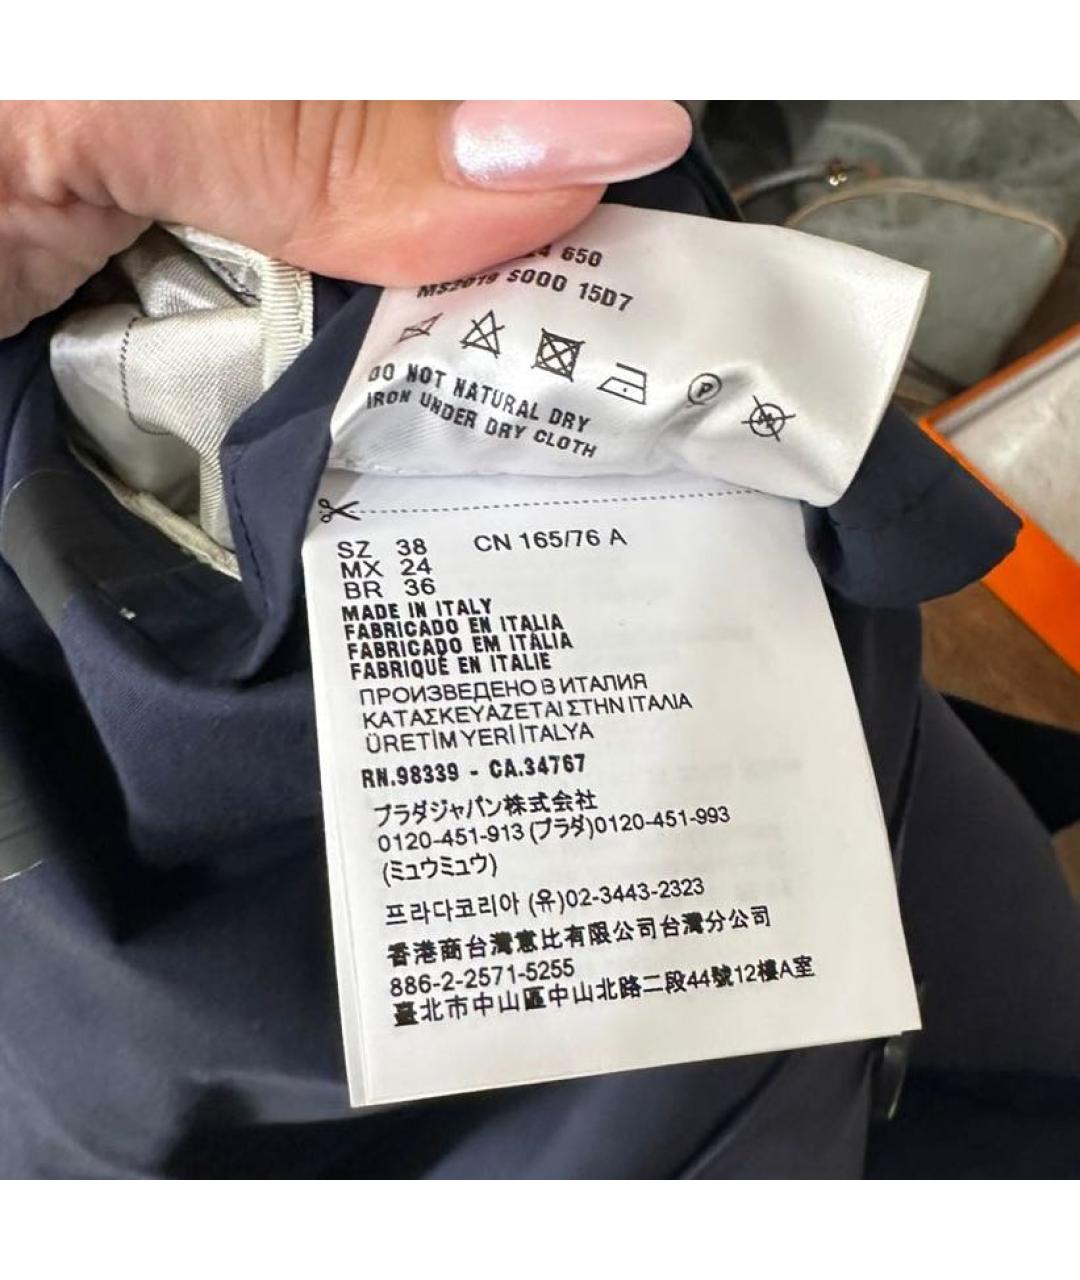 650
MS2019 S000 15D7
P
DO NOT NATURAL DRY
IRON UNDER DRY CLOTH
SZ 38 CN 165/76 A
MX 24
BR 36
MADE IN ITALY
FABRICADO EN ITALIA
FABRICADO EM ITÁLIA
FABRIQUÉ EN ITALIE
ПРОИЗВЕДЕНО В ИТАЛИЯ
ΚΑΤΑΣΚΕΥΑΖΕΤΑΙ ΣΤΗΝ ΙΤΑΛΙΑ
ÜRETİM YERİ İTALYA
RN.98339 - CA.34767
プラダジャパン株式会社
0120-451-913 (プラダ)0120-451-993
(ミュウミュウ)
프라다코리아 (유)02-3443-2323
香港商台灣意比有限公司台灣分公司
886-2-2571-5255
臺北市中山區中山北路二段44號12樓A室